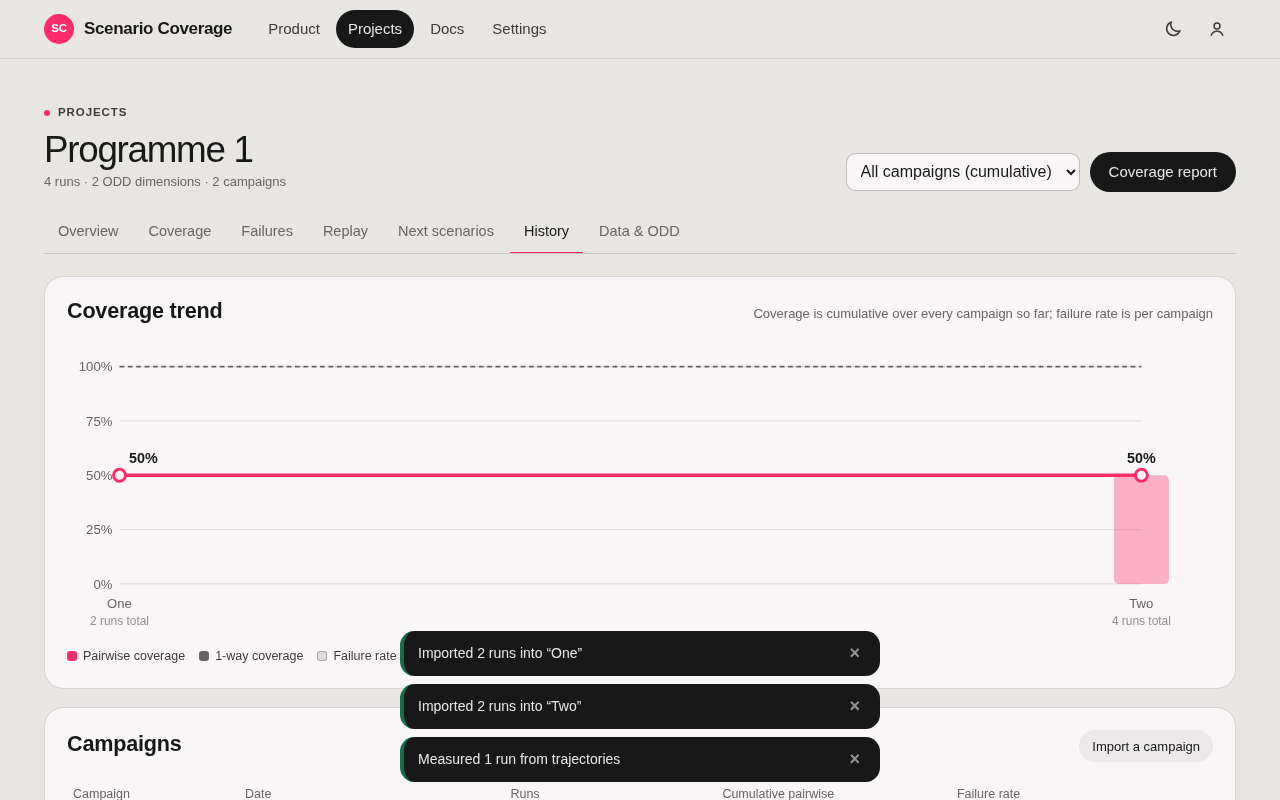 SC Scenario Coverage Product Projects Docs Settings
PROJECTS
Programme 1
4 runs · 2 ODD dimensions · 2 campaigns
All campaigns (cumulative) Coverage report
Overview Coverage Failures Replay Next scenarios History Data & ODD
Coverage trend
Coverage is cumulative over every campaign so far; failure rate is per campaign
100%
75%
50% 50%
50%
25%
0%
One Two
2 runs total 4 runs total
Pairwise coverage 1-way coverage Failure rate
Imported 2 runs into “One” ×
Imported 2 runs into “Two” ×
Measured 1 run from trajectories ×
Campaigns Import a campaign
Campaign Date Runs Cumulative pairwise Failure rate